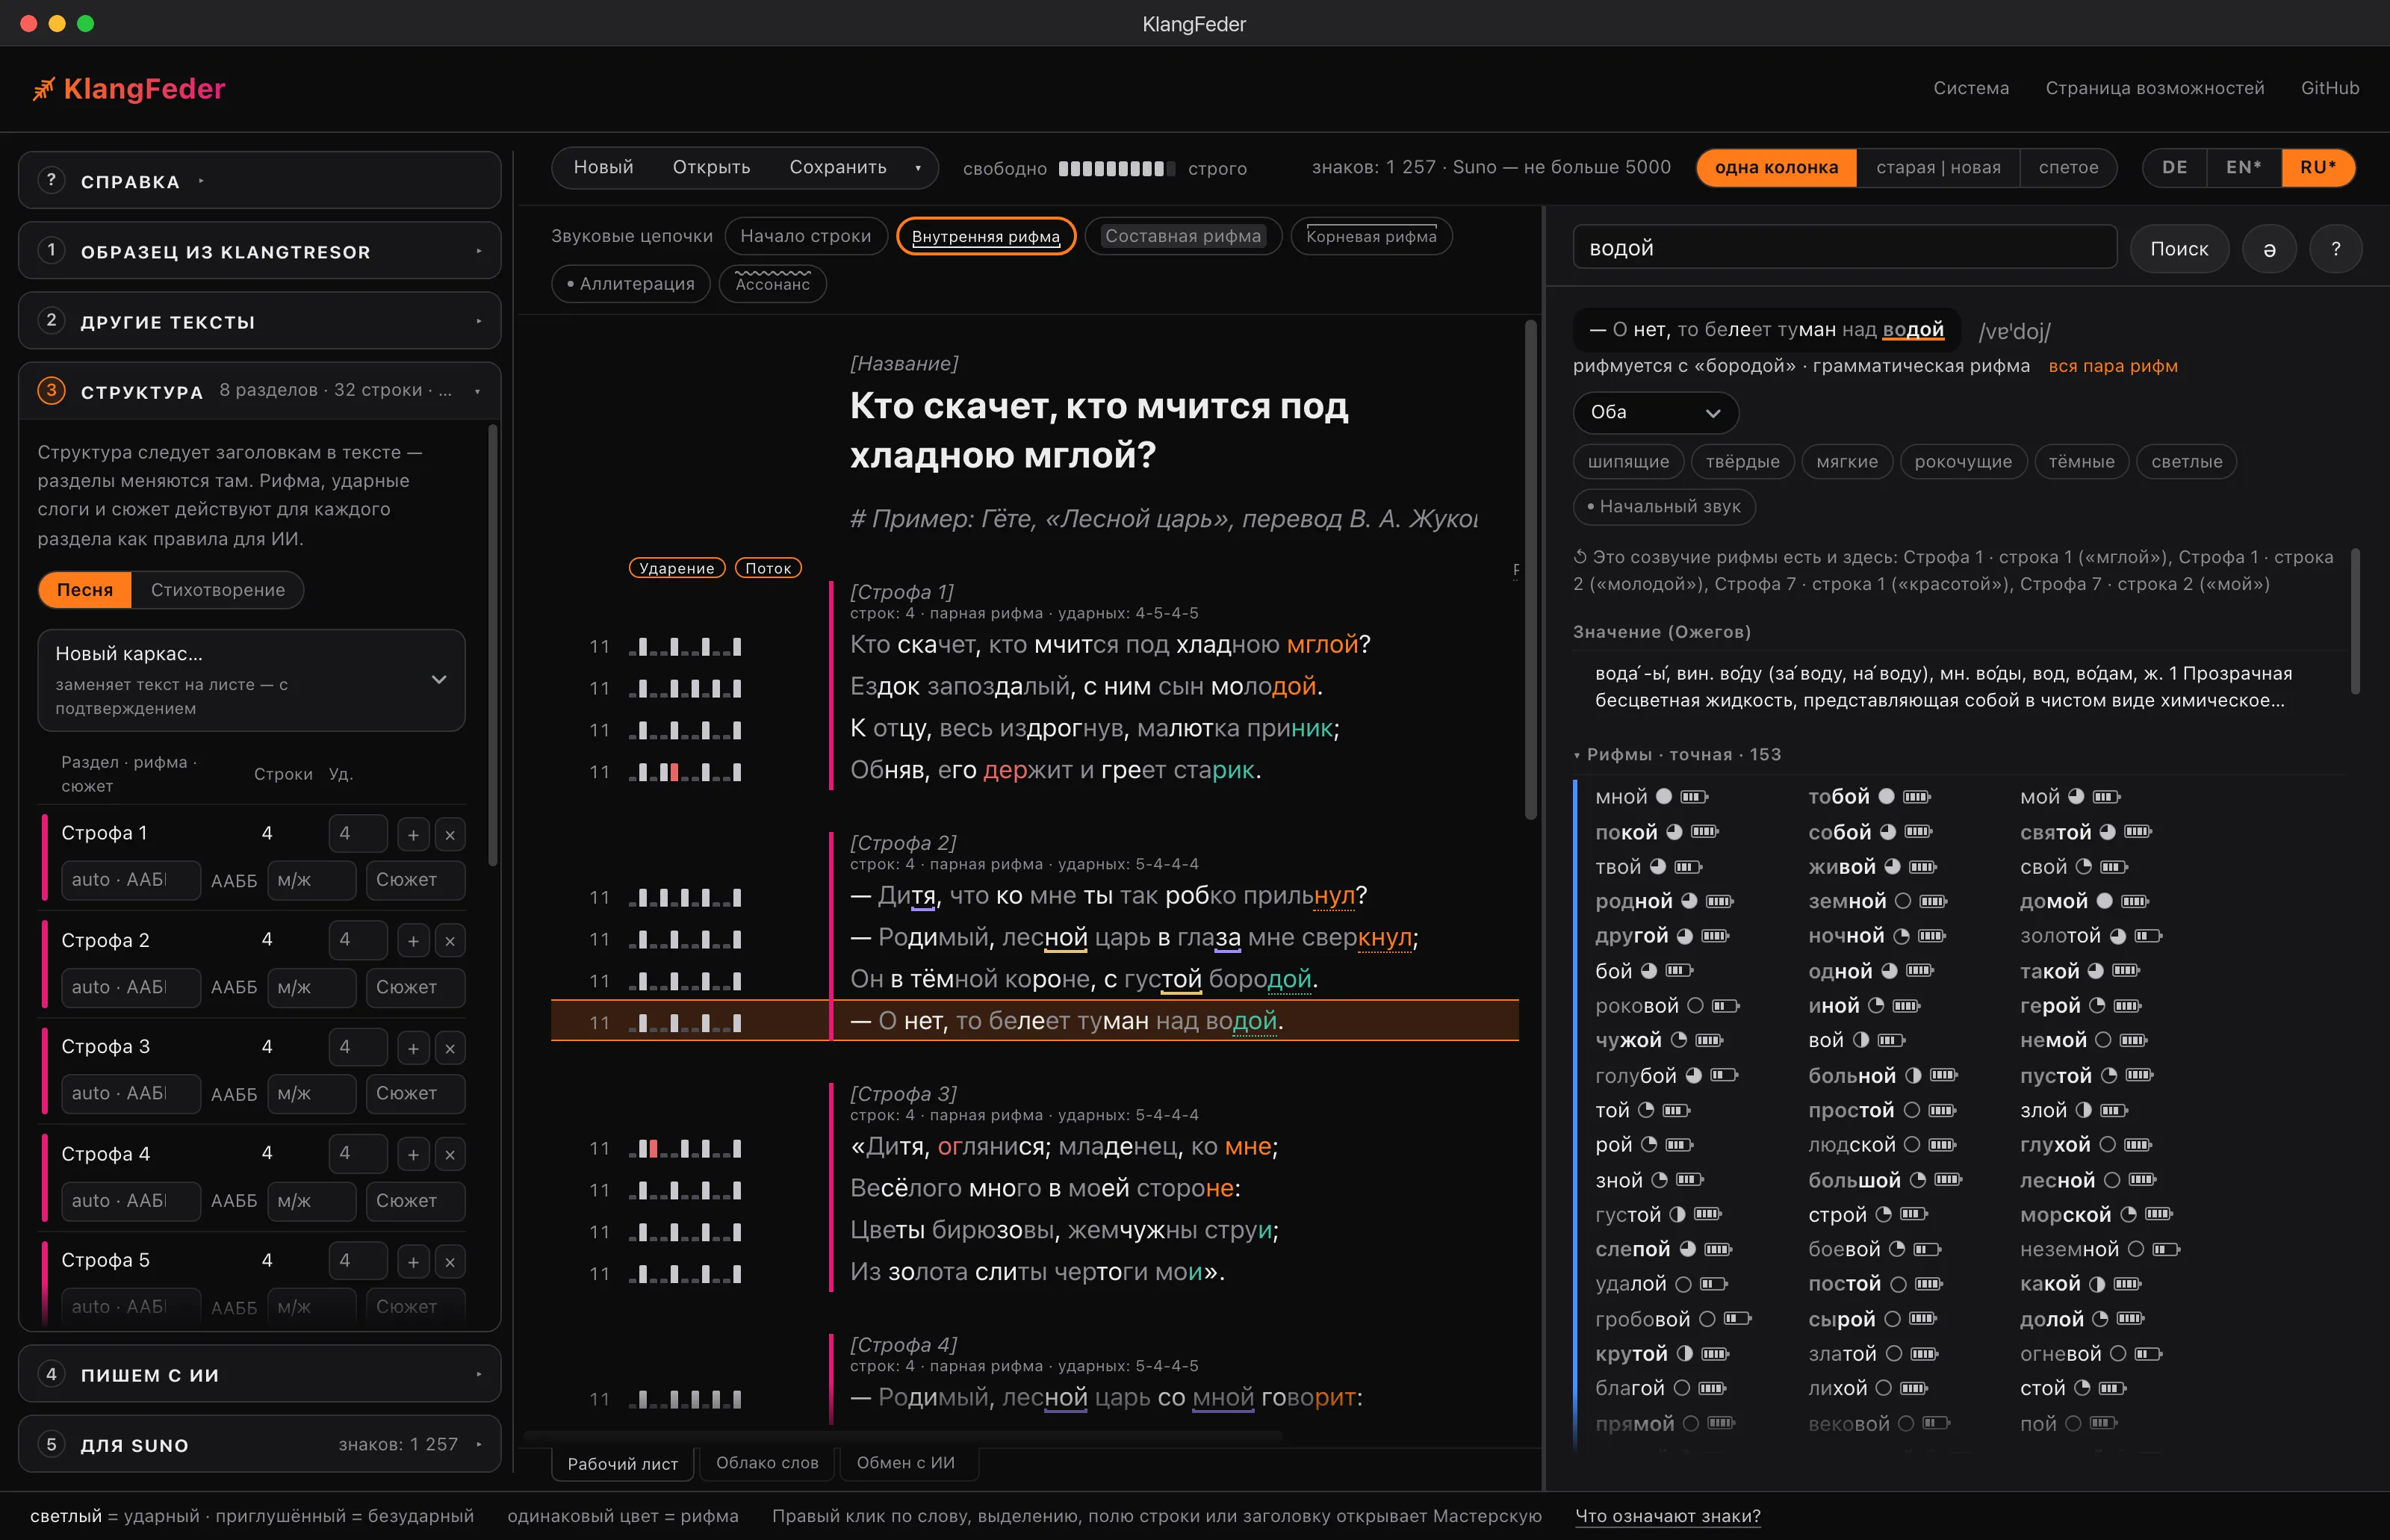 KlangFeder
KlangFeder
Система Страница возможностей GitHub
? СПРАВКА
1 ОБРАЗЕЦ ИЗ KLANGTRESOR
2 ДРУГИЕ ТЕКСТЫ
3 СТРУКТУРА 8 разделов · 32 строки · ...
Структура следует заголовкам в тексте —
разделы меняются там. Рифма, ударные
слоги и сюжет действуют для каждого
раздела как правила для ИИ.
Песня Стихотворение
Новый каркас...
заменяет текст на листе — с
подтверждением
Раздел · рифма ·
сюжет Строки Уд.
Строфа 1 4 4 + ×
auto · ААБ ААББ м/ж Сюжет
Строфа 2 4 4 + ×
auto · ААБ ААББ м/ж Сюжет
Строфа 3 4 4 + ×
auto · ААБ ААББ м/ж Сюжет
Строфа 4 4 4 + ×
auto · ААБ ААББ м/ж Сюжет
Строфа 5 4 4 + ×
auto · ААБ ААББ м/ж Сюжет
4 ПИШЕМ С ИИ
5 ДЛЯ SUNO знаков: 1 257
Новый Открыть Сохранить
свободно строго
знаков: 1 257 · Suno — не больше 5000
одна колонка старая | новая спетое
DE EN* RU*
Звуковые цепочки Начало строки Внутренняя рифма Составная рифма Корневая рифма
• Аллитерация Ассонанс
[Название]
Кто скачет, кто мчится под
хладною мглой?
# Пример: Гёте, «Лесной царь», перевод В. А. Жуко
Ударение Поток
[Строфа 1]
строк: 4 · парная рифма · ударных: 4-5-4-5
11 Кто скачет, кто мчится под хладною мглой?
11 Ездок запоздалый, с ним сын молодой.
11 К отцу, весь издрогнув, малютка приник;
11 Обняв, его держит и греет старик.
[Строфа 2]
строк: 4 · парная рифма · ударных: 5-4-4-4
11 — Дитя, что ко мне ты так робко прильнул?
11 — Родимый, лесной царь в глаза мне сверкнул;
11 Он в тёмной короне, с густой бородой.
11 — О нет, то белеет туман над водой.
[Строфа 3]
строк: 4 · парная рифма · ударных: 5-4-4-4
11 «Дитя, оглянися; младенец, ко мне;
11 Весёлого много в моей стороне:
11 Цветы бирюзовы, жемчужны струи;
11 Из золота слиты чертоги мои».
[Строфа 4]
строк: 4 · парная рифма · ударных: 5-4-4-5
11 — Родимый, лесной царь со мной говорит:
Рабочий лист Облако слов Обмен с ИИ
водой Поиск ə ?
— О нет, то белеет туман над водой /vɐˈdoj/
рифмуется с «бородой» · грамматическая рифма вся пара рифм
Оба
шипящие твёрдые мягкие рокочущие тёмные светлые
• Начальный звук
↺ Это созвучие рифмы есть и здесь: Строфа 1 · строка 1 («мглой»), Строфа 1 · строка
2 («молодой»), Строфа 7 · строка 1 («красотой»), Строфа 7 · строка 2 («мой»)
Значение (Ожегов)
вода́ -ы́, вин. во́ду (за́ воду, на́ воду), мн. во́ды, вод, во́дам, ж. 1 Прозрачная
бесцветная жидкость, представляющая собой в чистом виде химическое...
Рифмы · точная · 153
мной тобой мой
покой собой святой
твой живой свой
родной земной домой
другой ночной золотой
бой одной такой
роковой иной герой
чужой вой немой
голубой больной пустой
той простой злой
рой людской глухой
зной большой лесной
густой строй морской
слепой боевой неземной
удалой постой какой
гробовой сырой долой
крутой златой огневой
благой лихой стой
прямой вековой пой
светлый = ударный · приглушённый = безударный одинаковый цвет = рифма Правый клик по слову, выделению, полю строки или заголовку открывает Мастерскую Что означают знаки?